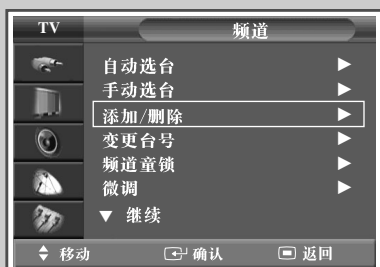 TV 频道
自动选台
手动选台
添加/删除
变更台号
频道童锁
微调
▼ 继续
移动 确认 返回